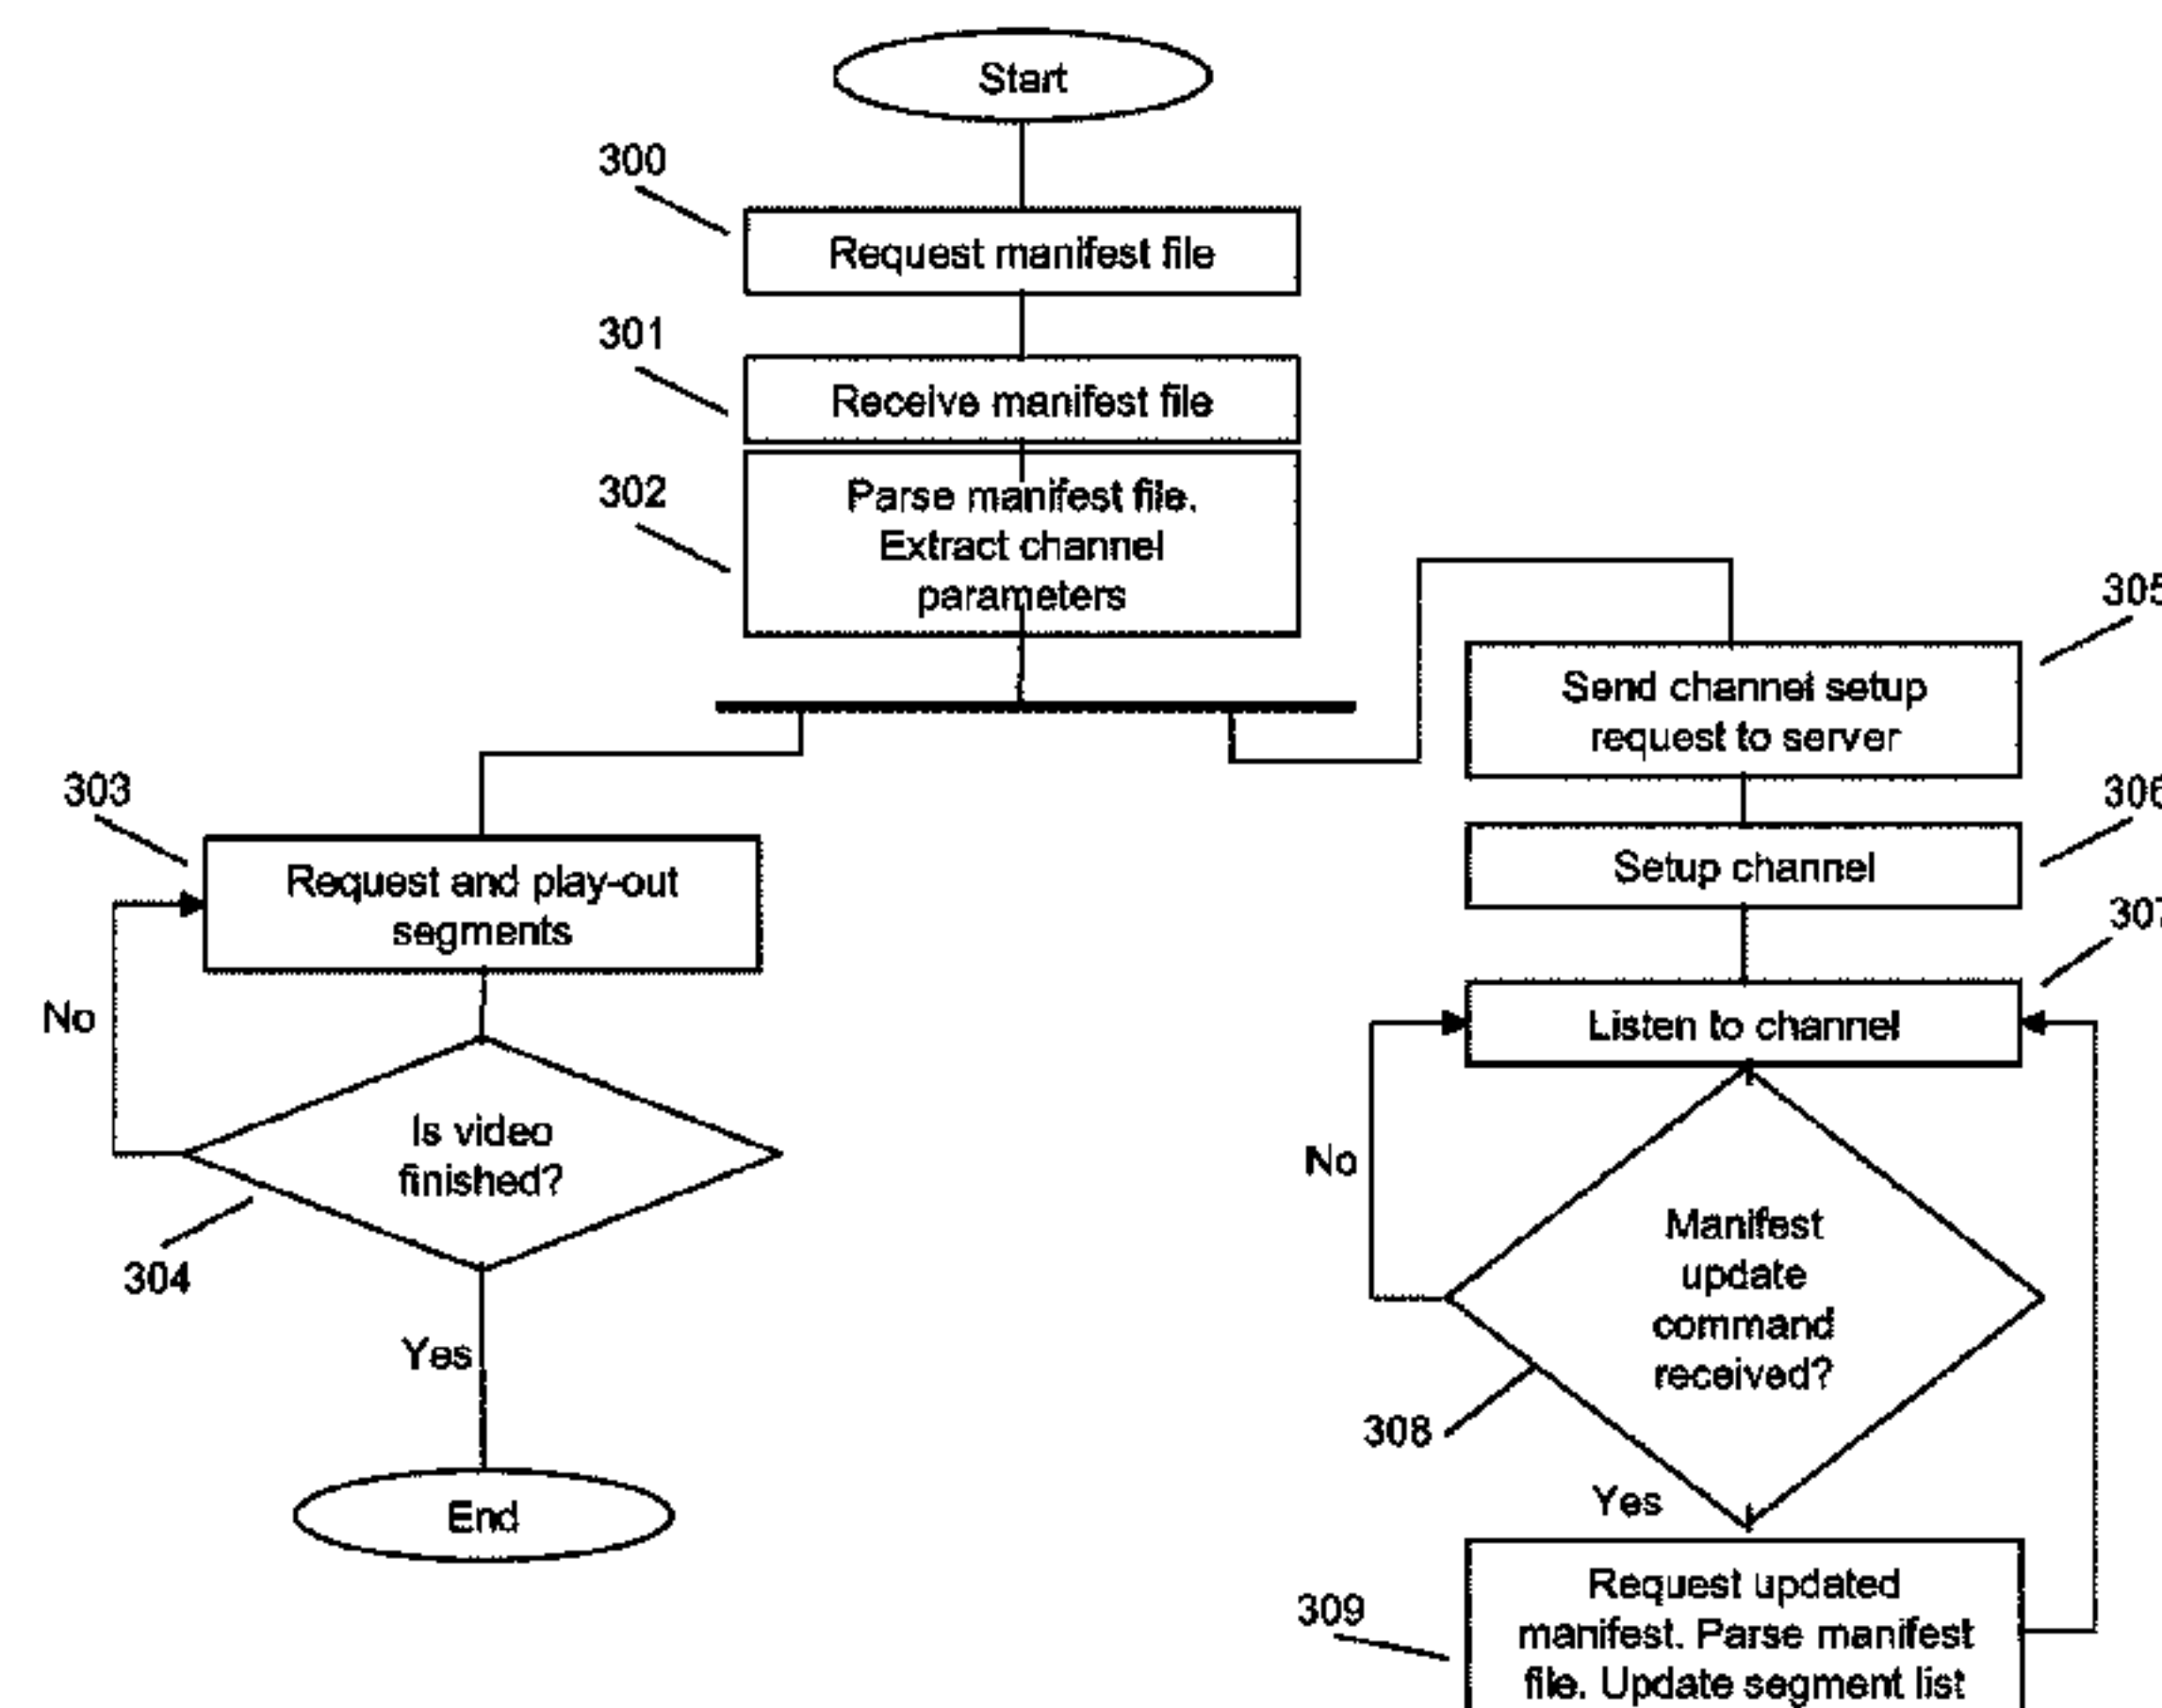 Start
300
Request manifest file
301
Receive manifest file
302
Parse manifest file.
Extract channel
parameters
305
Send channel setup
request to server
306
Setup channel
303
Request and play-out
segments
307
Listen to channel
No
Is video
finished?
304
No
Manifest
update
command
received?
308
Yes
End
Yes
309
Request updated
manifest. Parse manifest
file. Update segment list